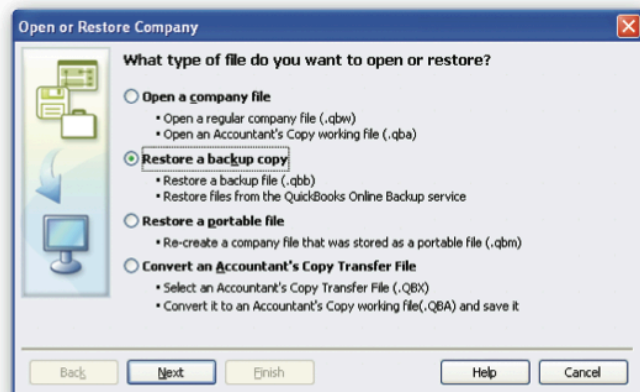 Open or Restore Company
What type of file do you want to open or restore?
Open a company file
• Open a regular company file (.qbw)
• Open an Accountant's Copy working file (.qba)
Restore a backup copy
• Restore a backup file (.qbb)
• Restore files from the QuickBooks Online Backup service
Restore a portable file
• Re-create a company file that was stored as a portable file (.qbm)
Convert an Accountant's Copy Transfer File
• Select an Accountant's Copy Transfer File (.QBX)
• Convert it to an Accountant's Copy working file(.QBA) and save it
Back Next Finish Help Cancel